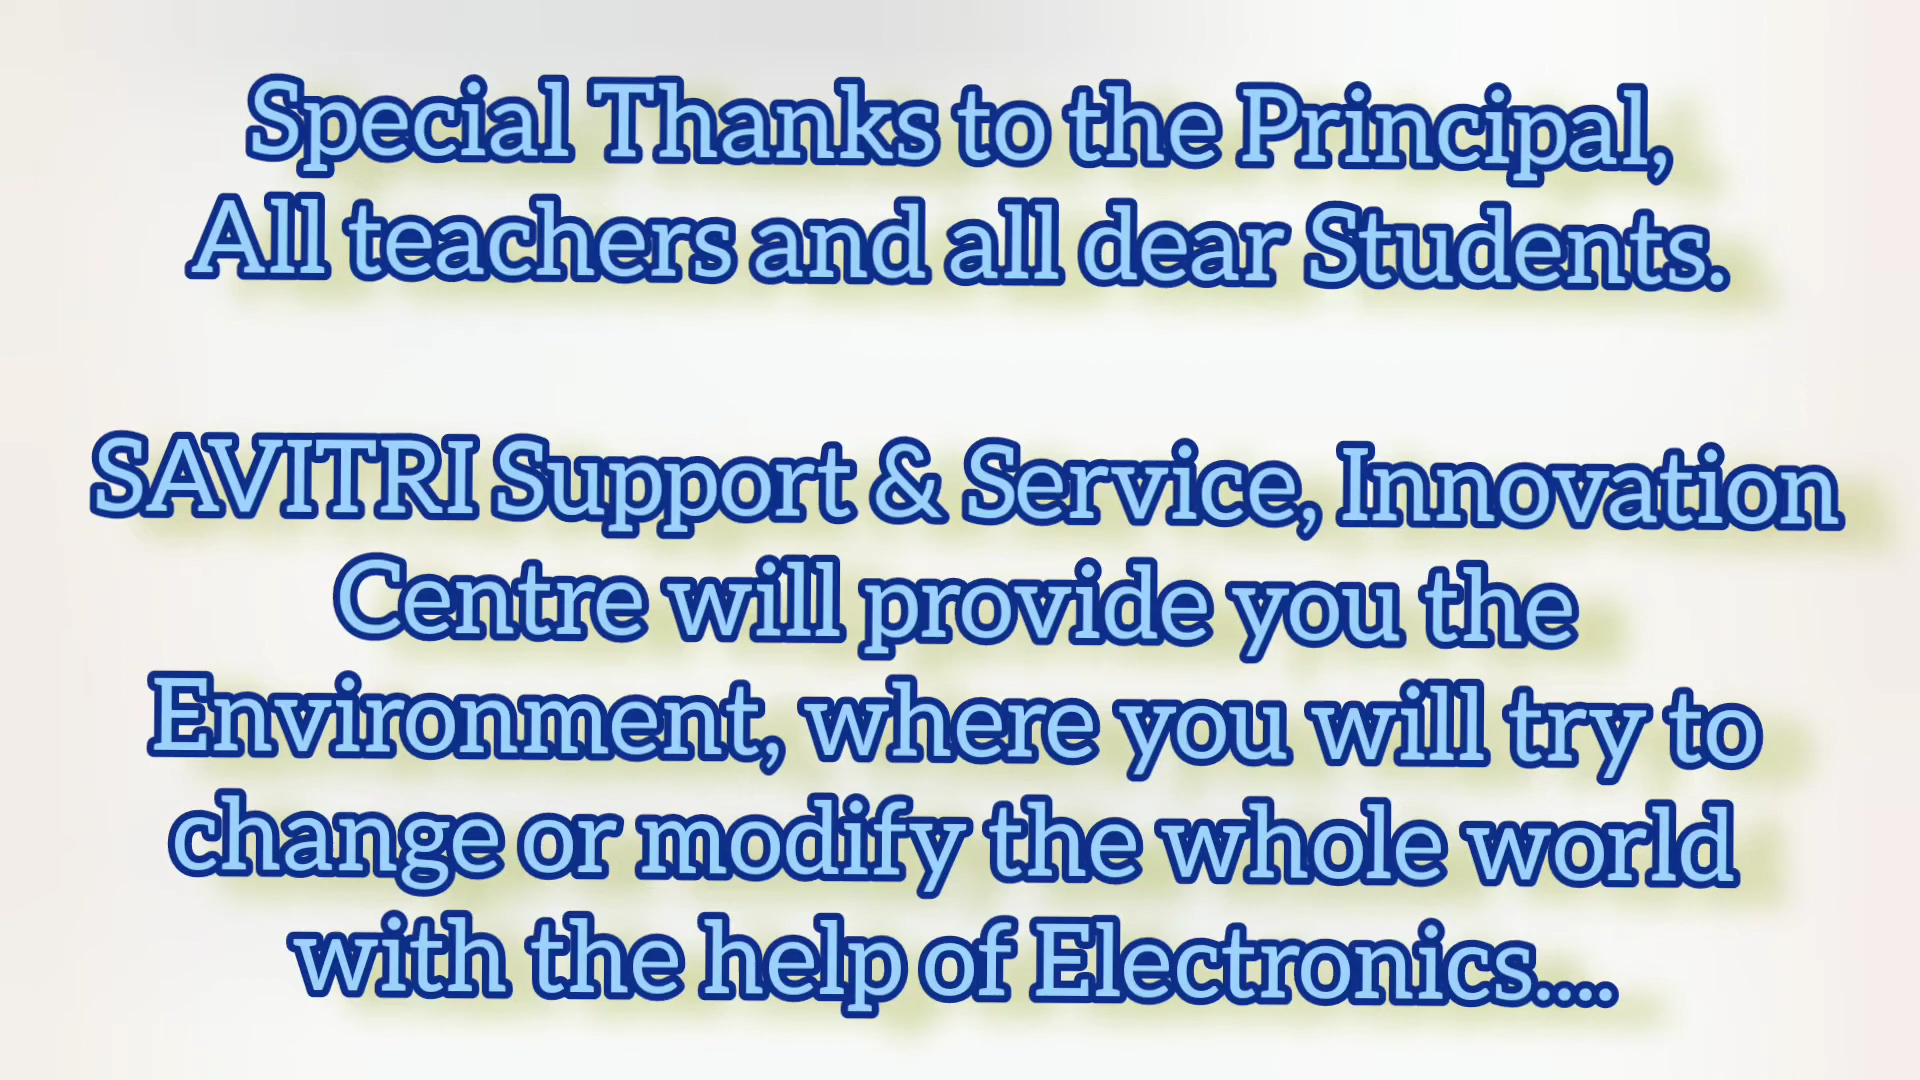 Special Thanks to the Principal,
All teachers and all dear Students.
SAVITRI Support & Service, Innovation
Centre will provide you the
Environment, where you will try to
change or modify the whole world
with the help of Electronics....